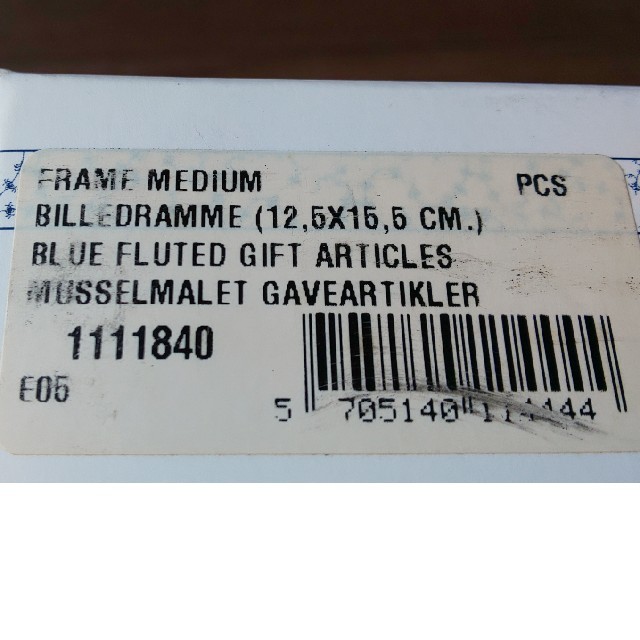 FRAME MEDIUM PCS
BILLEDRAMME (12,5X15,5 CM.)
BLUE FLUTED GIFT ARTICLES
MUSSELMALET GAVEARTIKLER
1111840
E05
5 705140